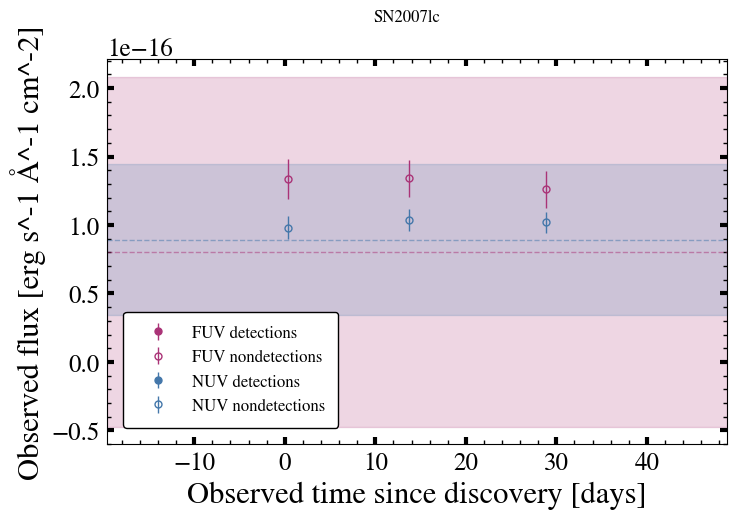 SN2007lc
1e−16
2.0
1.5
1.0
0.5
0.0
−0.5
Observed flux [erg s^-1 Å^-1 cm^-2]
FUV detections
FUV nondetections
NUV detections
NUV nondetections
−10 0 10 20 30 40
Observed time since discovery [days]